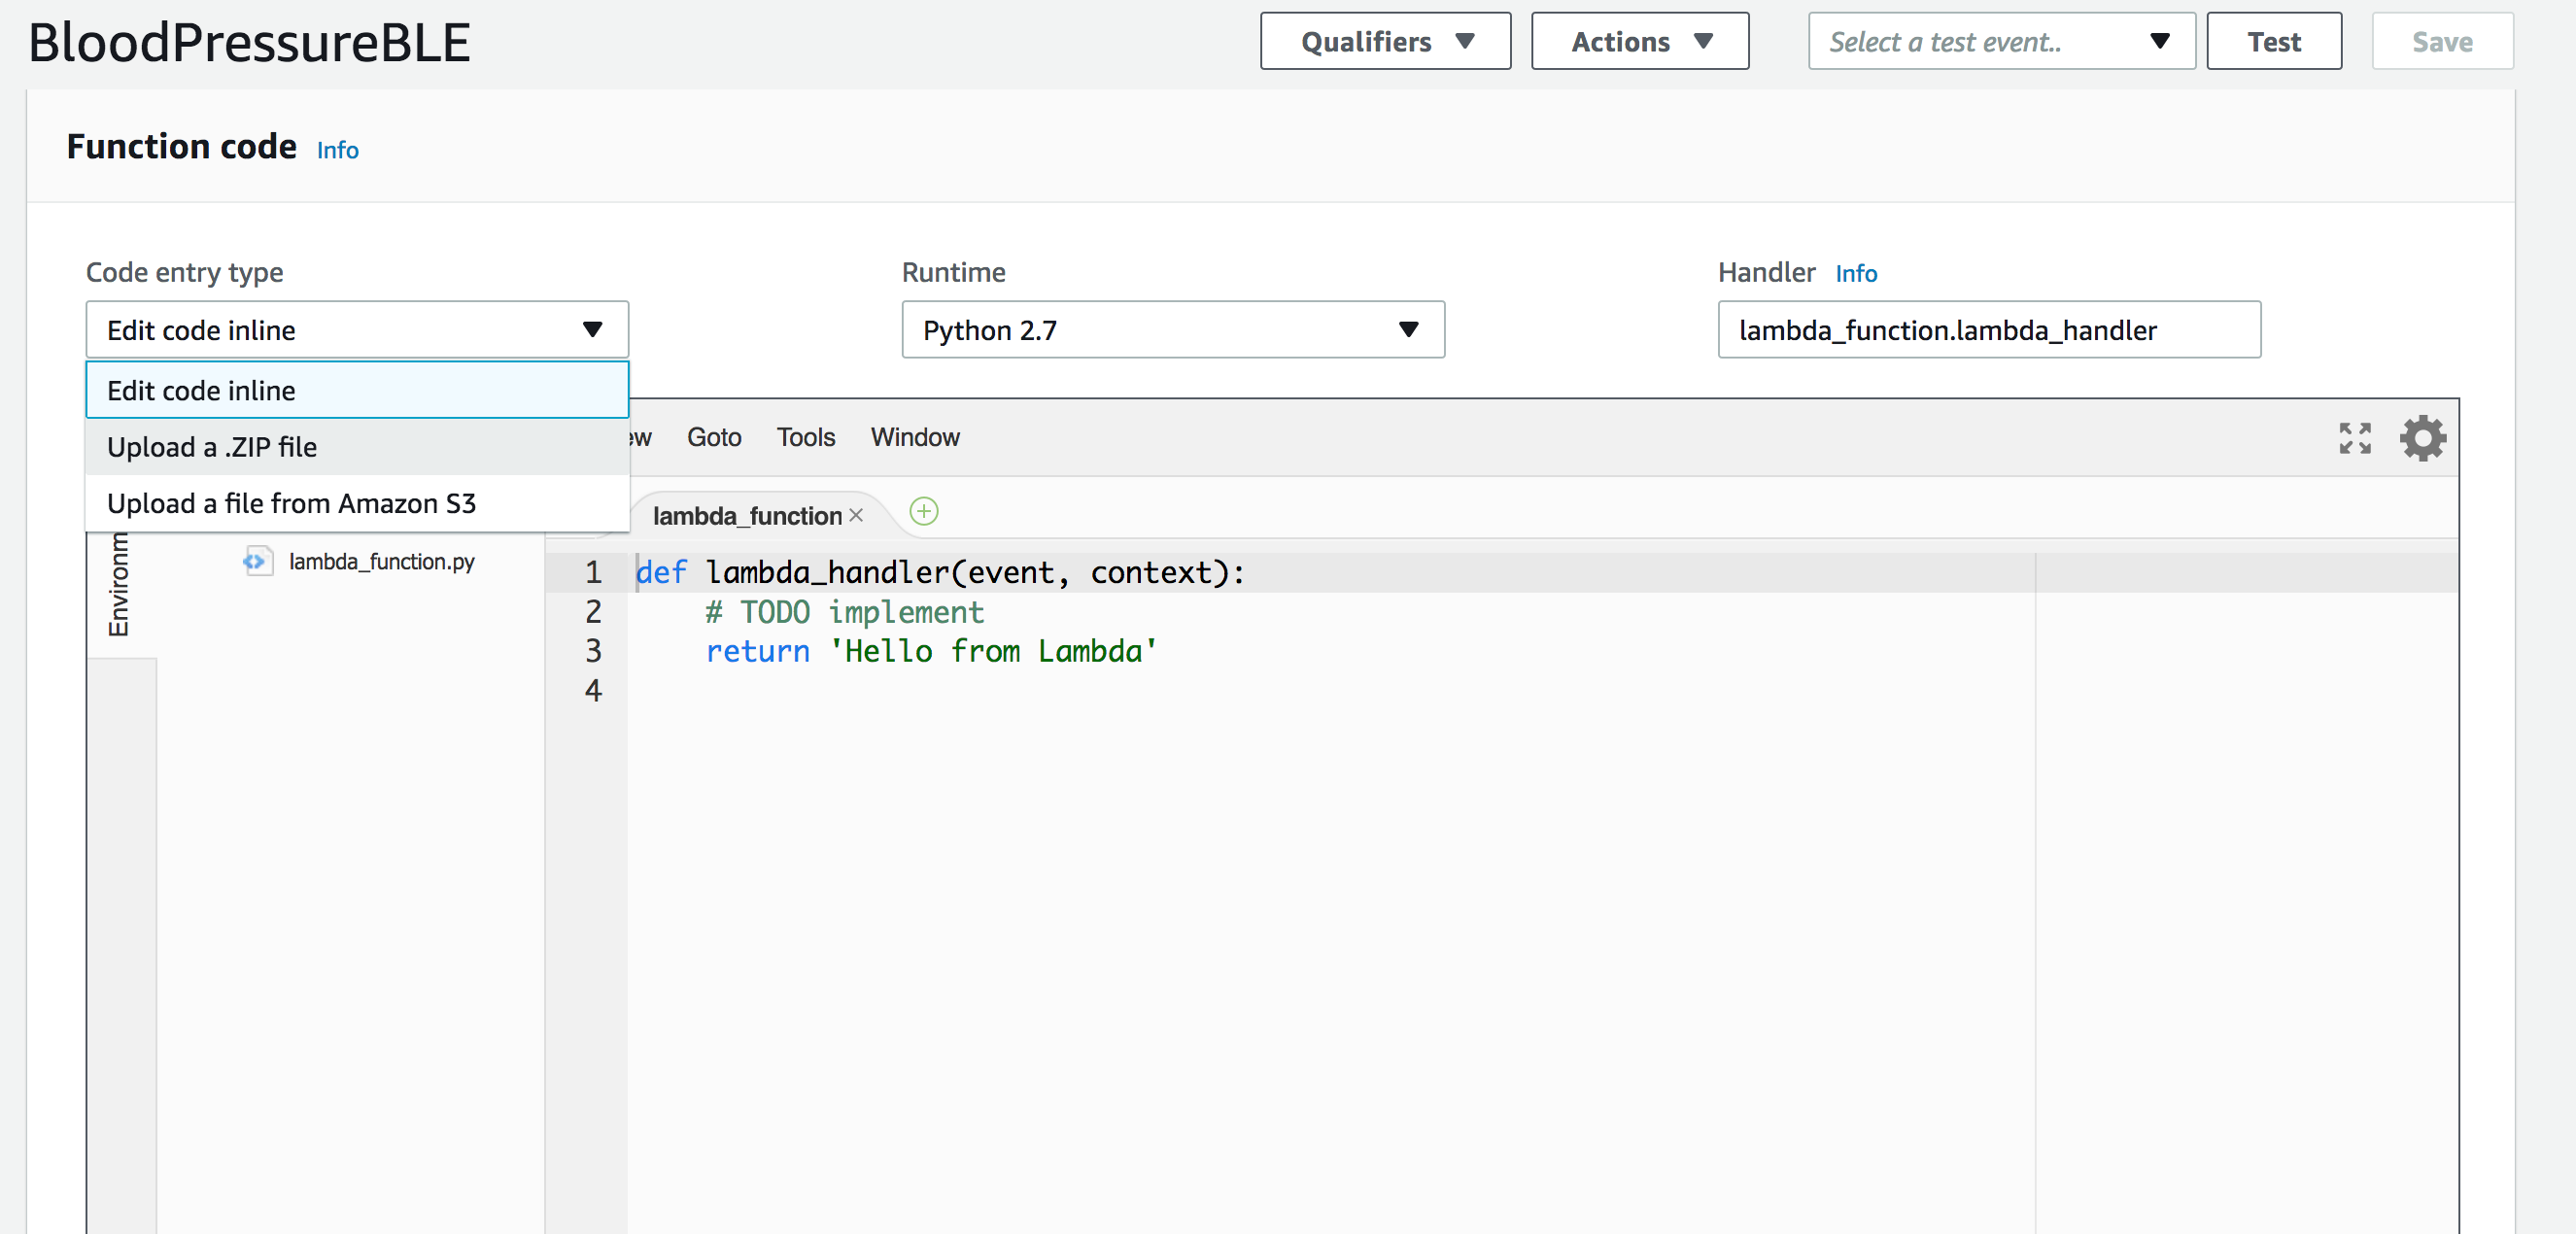 BloodPressureBLE
Qualifiers
Actions
Select a test event..
Test
Save
Function code Info
Code entry type
Edit code inline
Edit code inline
Upload a .ZIP file
Upload a file from Amazon S3
Runtime
Python 2.7
Handler Info
lambda_function.lambda_handler
Goto Tools Window
lambda_function
lambda_function.py
1 def lambda_handler(event, context):
2 # TODO implement
3 return 'Hello from Lambda'
4